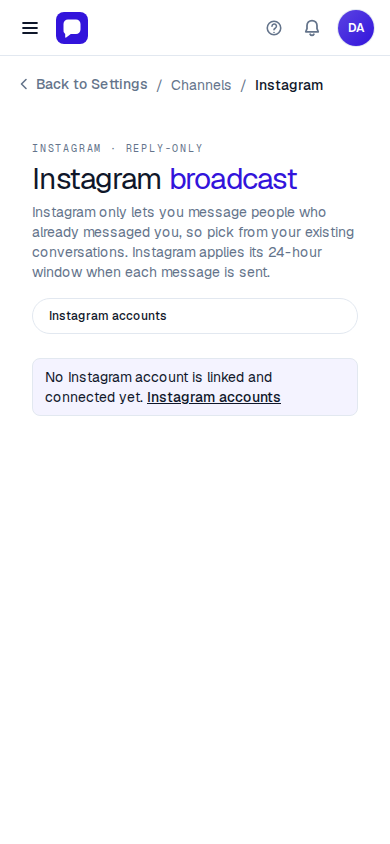 DA
Back to Settings / Channels / Instagram
INSTAGRAM · REPLY-ONLY
Instagram broadcast
Instagram only lets you message people who
already messaged you, so pick from your existing
conversations. Instagram applies its 24-hour
window when each message is sent.
Instagram accounts
No Instagram account is linked and
connected yet. Instagram accounts